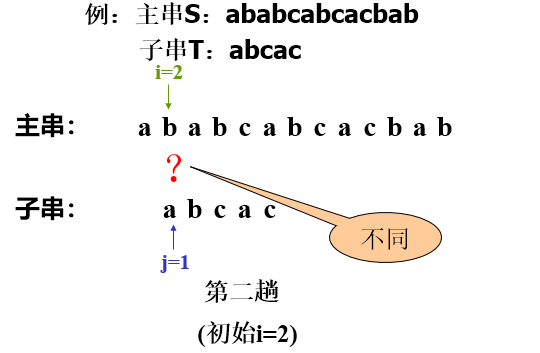 例：主串S：ababcabcacbab
子串T：abcac
i=2
主串： a b a b c a b c a c b a b
？
子串： a b c a c
不同
j=1
第二趟
(初始i=2)